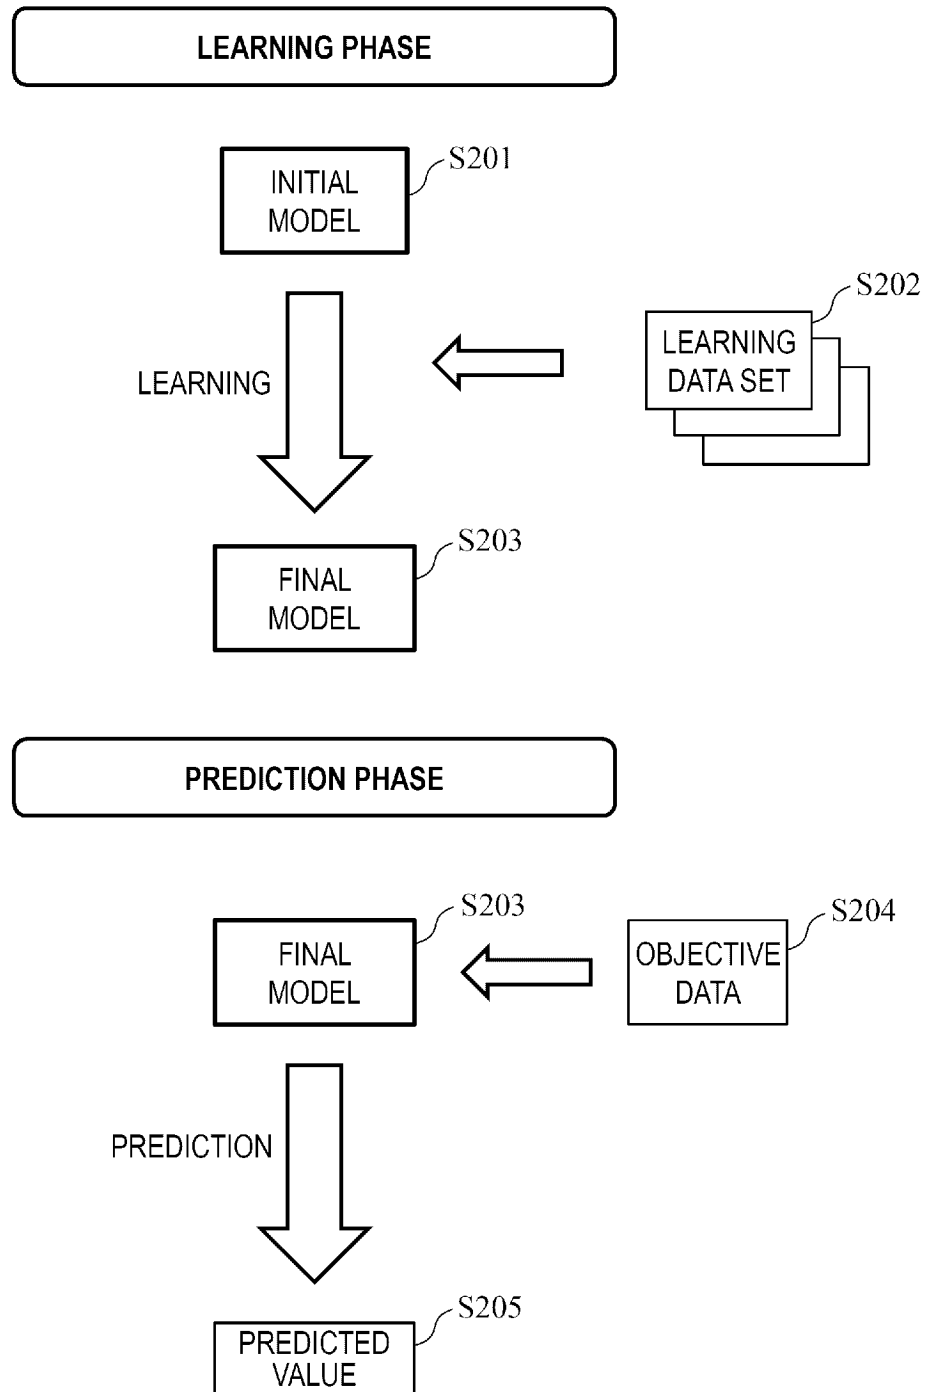 LEARNING PHASE
S201
INITIAL
MODEL
S202
LEARNING
DATA SET
LEARNING
S203
FINAL
MODEL
PREDICTION PHASE
S203
FINAL
MODEL
S204
OBJECTIVE
DATA
PREDICTION
S205
PREDICTED
VALUE